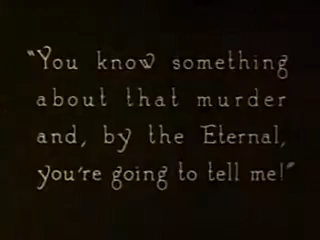 "You know something
about that murder
and, by the Eternal,
you're going to tell me!"